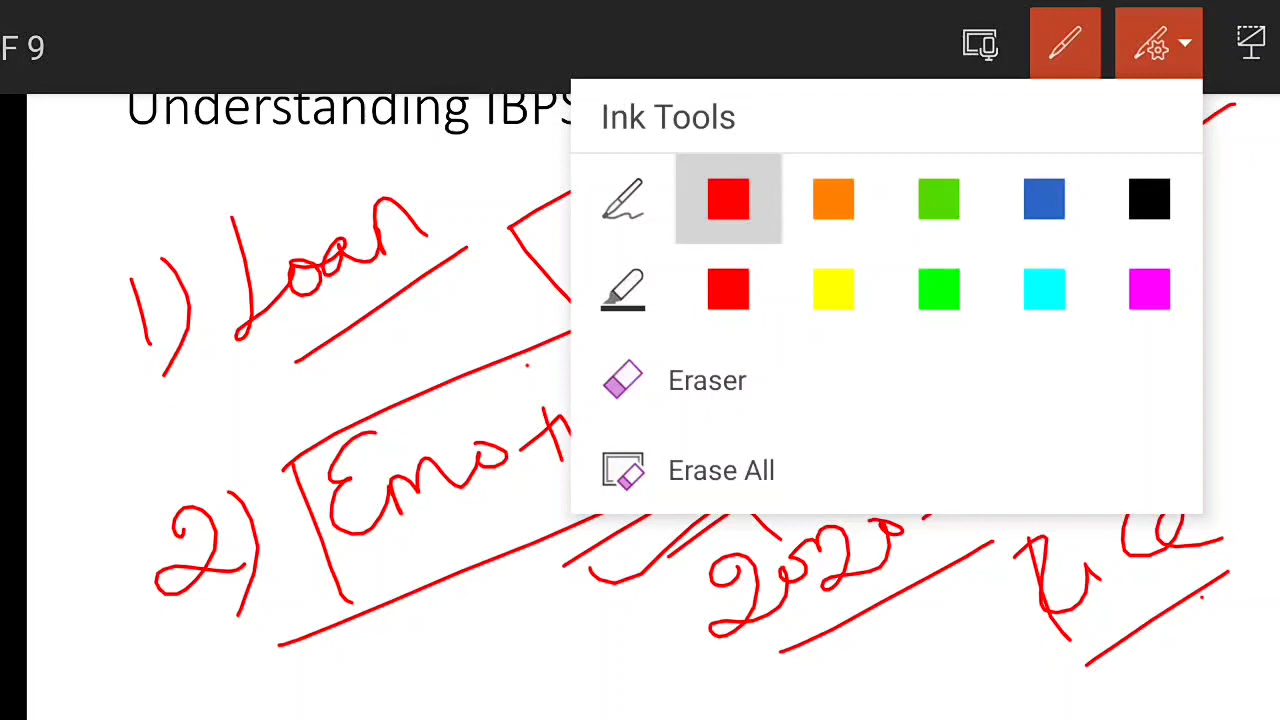 F 9
Understanding IBPS
Ink Tools
1) Loan
Eraser
2) Emot
Erase All
2020